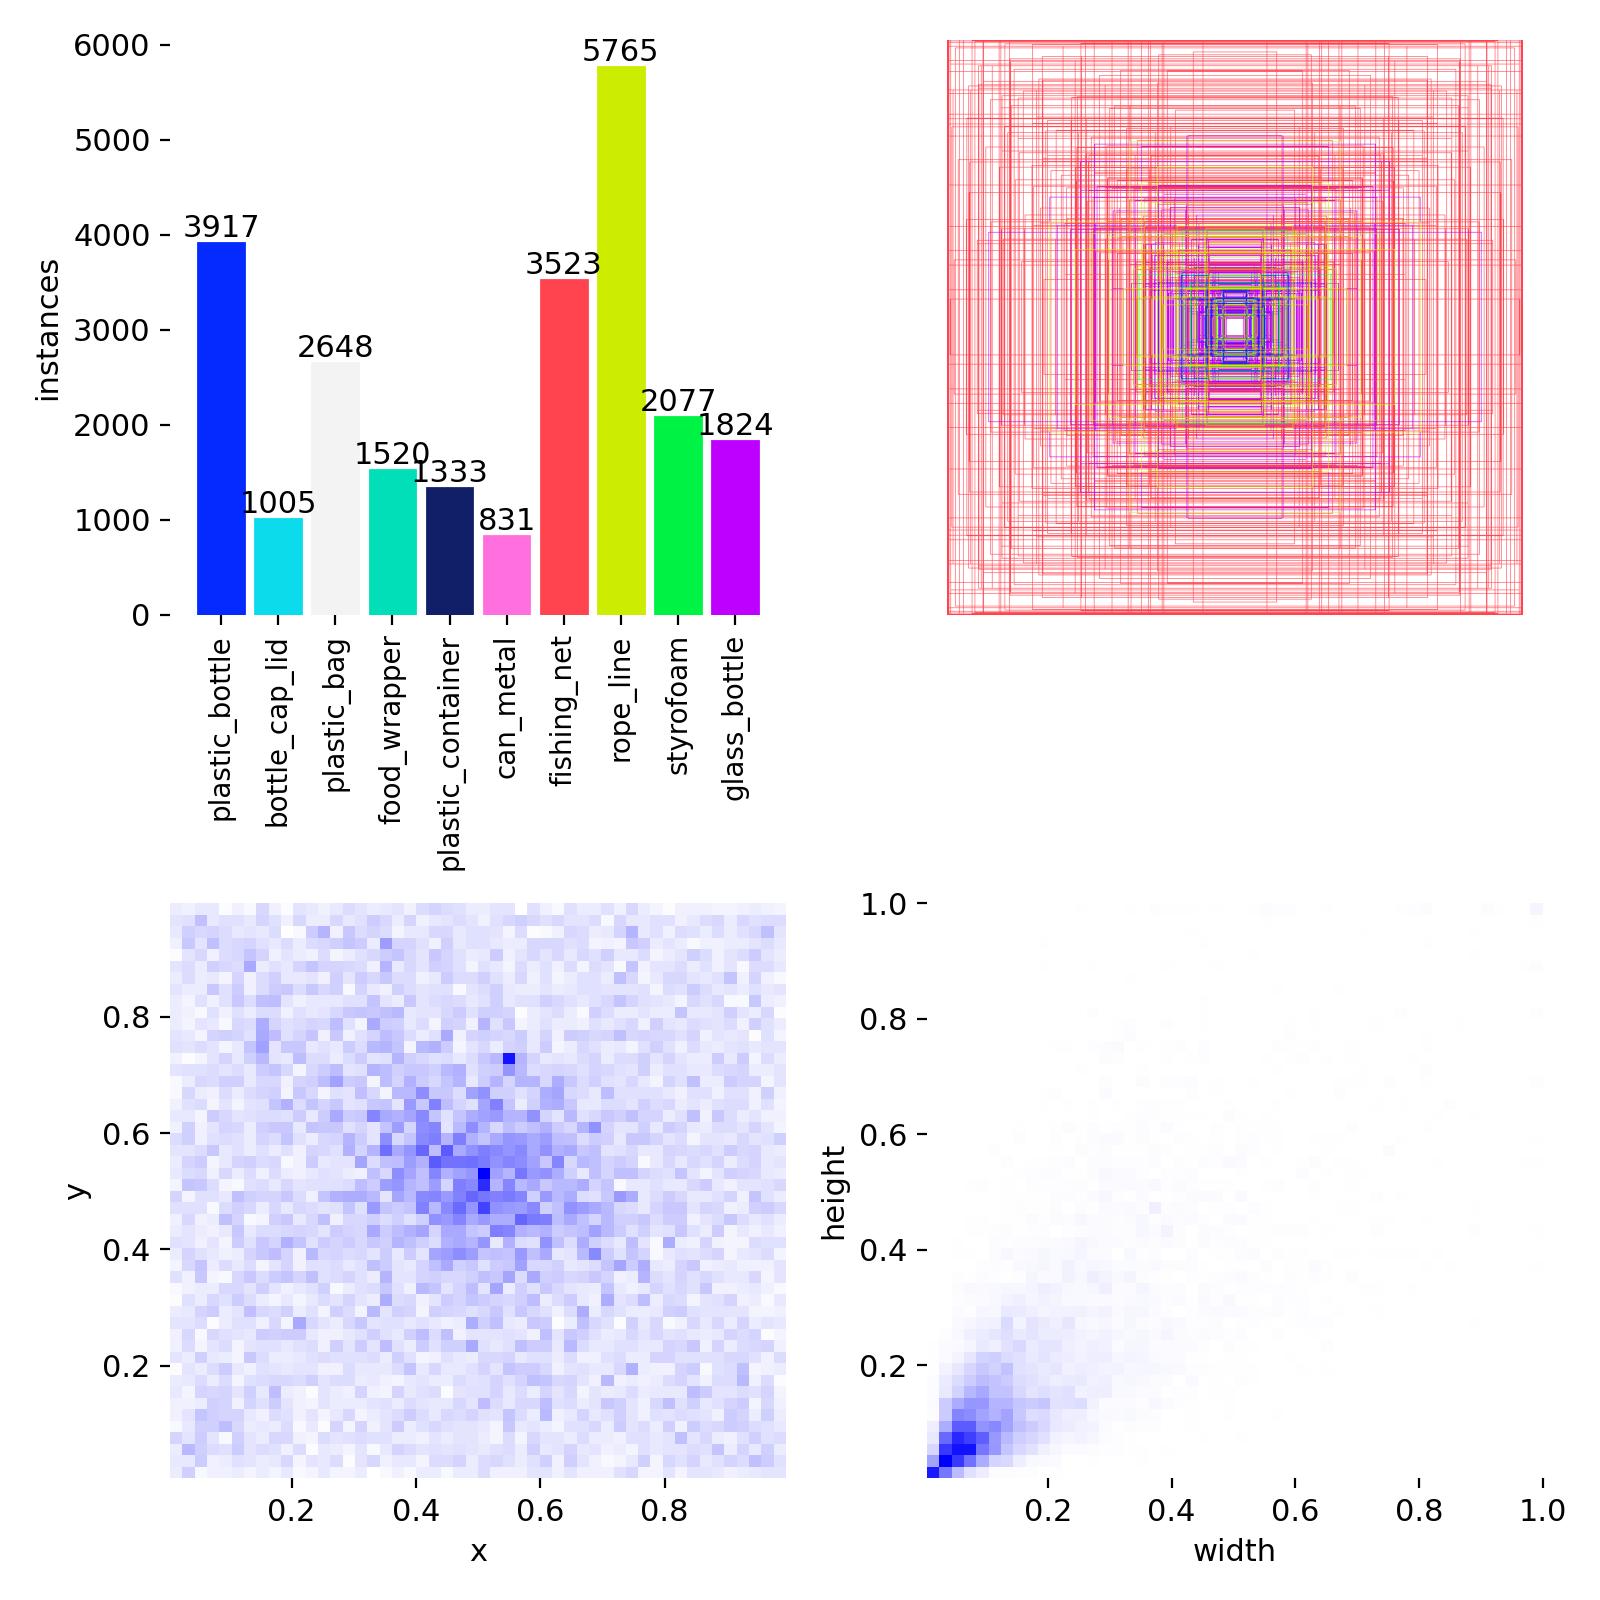 6000
5000
4000
3000
2000
1000
0
instances
3917
1005
2648
1520
1333
831
3523
5765
2077
1824
plastic_bottle
bottle_cap_lid
plastic_bag
food_wrapper
plastic_container
can_metal
fishing_net
rope_line
styrofoam
glass_bottle
0.8
0.6
0.4
0.2
y
0.2 0.4 0.6 0.8
x
1.0
0.8
0.6
0.4
0.2
height
0.2 0.4 0.6 0.8 1.0
width